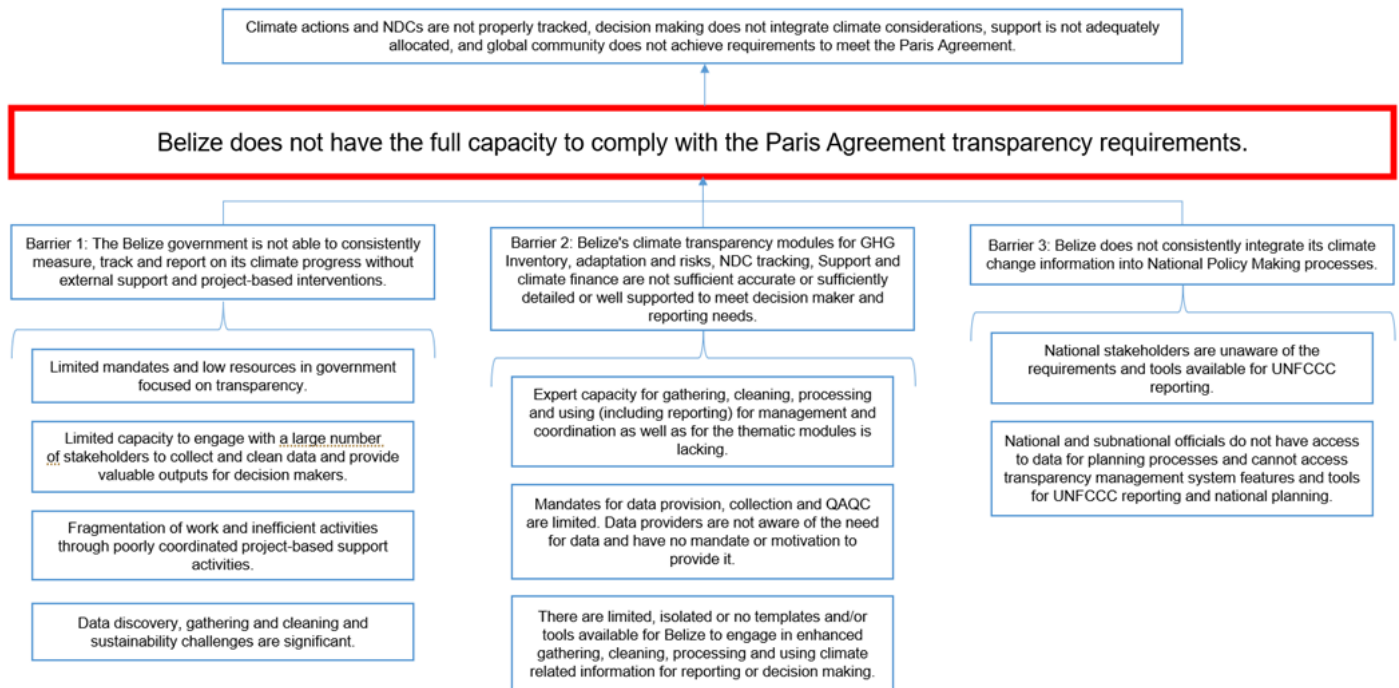 Climate actions and NDCs are not properly tracked, decision making does not integrate climate considerations, support is not adequately
allocated, and global community does not achieve requirements to meet the Paris Agreement.
Belize does not have the full capacity to comply with the Paris Agreement transparency requirements.
Barrier 1: The Belize government is not able to consistently
measure, track and report on its climate progress without
external support and project-based interventions.
Limited mandates and low resources in government
focused on transparency.
Limited capacity to engage with a large number
of stakeholders to collect and clean data and provide
valuable outputs for decision makers.
Fragmentation of work and inefficient activities
through poorly coordinated project-based support
activities.
Data discovery, gathering and cleaning and
sustainability challenges are significant.
Barrier 2: Belize's climate transparency modules for GHG
Inventory, adaptation and risks, NDC tracking, Support and
climate finance are not sufficient accurate or sufficiently
detailed or well supported to meet decision maker and
reporting needs.
Expert capacity for gathering, cleaning, processing
and using (including reporting) for management and
coordination as well as for the thematic modules is
lacking.
Mandates for data provision, collection and QAQC
are limited. Data providers are not aware of the need
for data and have no mandate or motivation to
provide it.
There are limited, isolated or no templates and/or
tools available for Belize to engage in enhanced
gathering, cleaning, processing and using climate
related information for reporting or decision making.
Barrier 3: Belize does not consistently integrate its climate
change information into National Policy Making processes.
National stakeholders are unaware of the
requirements and tools available for UNFCCC
reporting.
National and subnational officials do not have access
to data for planning processes and cannot access
transparency management system features and tools
for UNFCCC reporting and national planning.